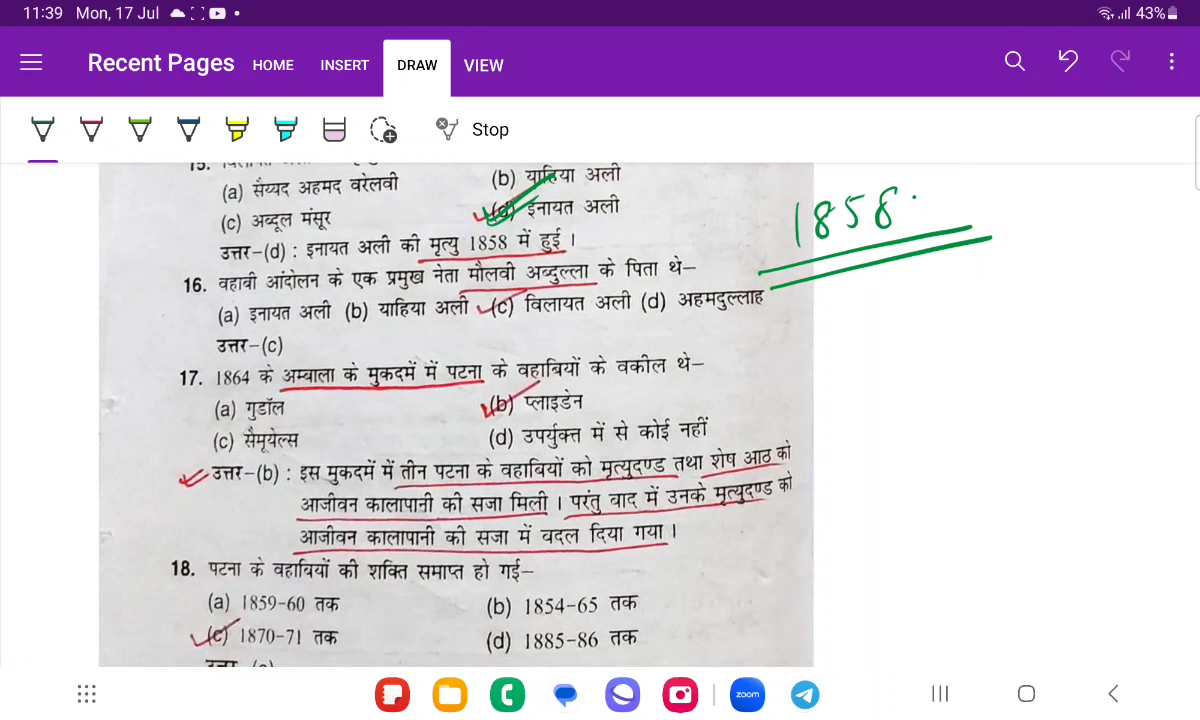 11:39 Mon, 17 Jul 43%
Recent Pages HOME INSERT DRAW VIEW
Stop
15.
(a) सैय्यद अहमद वरेलवी (b) याहिया अली
(c) अब्दूल मंसूर (d) इनायत अली
उत्तर-(d) : इनायत अली की मृत्यु 1858 में हुई ।
1858.
16. वहावी आंदोलन के एक प्रमुख नेता मौलवी अब्दुल्ला के पिता थे–
(a) इनायत अली (b) याहिया अली (c) विलायत अली (d) अहमदुल्लाह
उत्तर-(c)
17. 1864 के अम्वाला के मुकदमें में पटना के वहाबियों के वकील थे–
(a) गुडॉल (b) प्लाइडेन
(c) सैमूयेल्स (d) उपर्युक्त में से कोई नहीं
उत्तर-(b) : इस मुकदमें में तीन पटना के वहाबियों को मृत्युदण्ड तथा शेष आठ को
आजीवन कालापानी की सजा मिली । परंतु वाद में उनके मृत्युदण्ड को
आजीवन कालापानी की सजा में वदल दिया गया ।
18. पटना के वहावियों की शक्ति समाप्त हो गई–
(a) 1859-60 तक (b) 1854-65 तक
(c) 1870-71 तक (d) 1885-86 तक
zoom